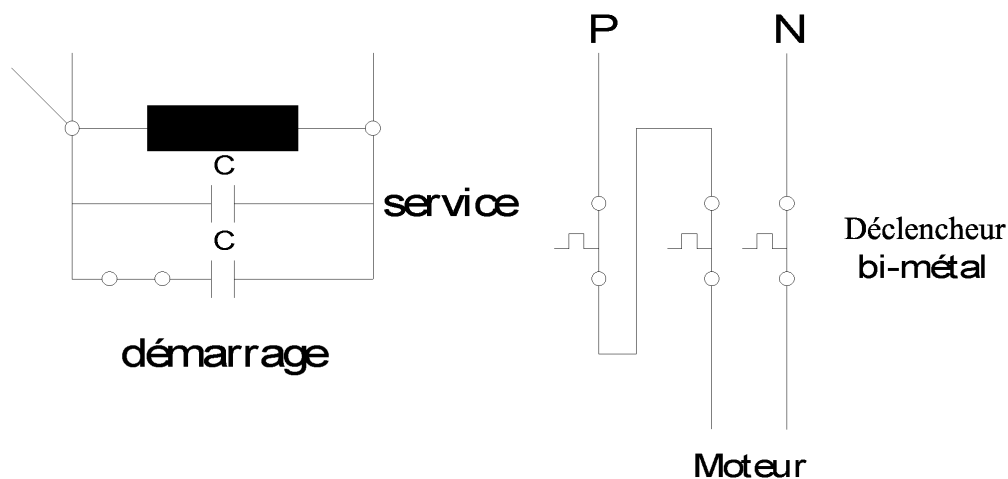 P N
C
service
C
Déclencheur
bi-métal
démarrage
Moteur